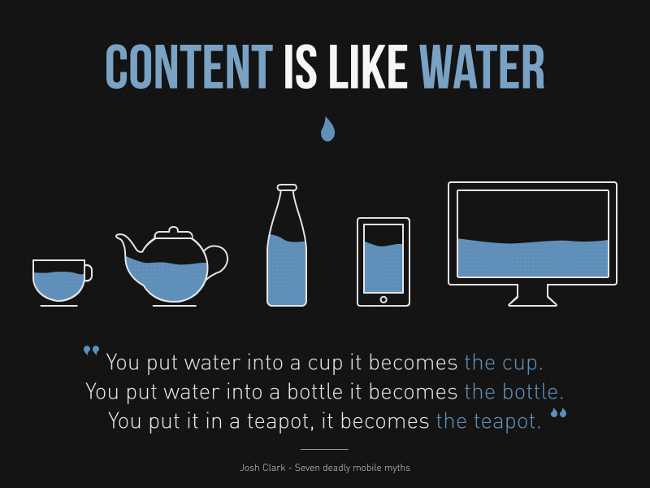 CONTENT IS LIKE WATER
❞ You put water into a cup it becomes the cup.
You put water into a bottle it becomes the bottle.
You put it in a teapot, it becomes the teapot. ❝
Josh Clark - Seven deadly mobile myths